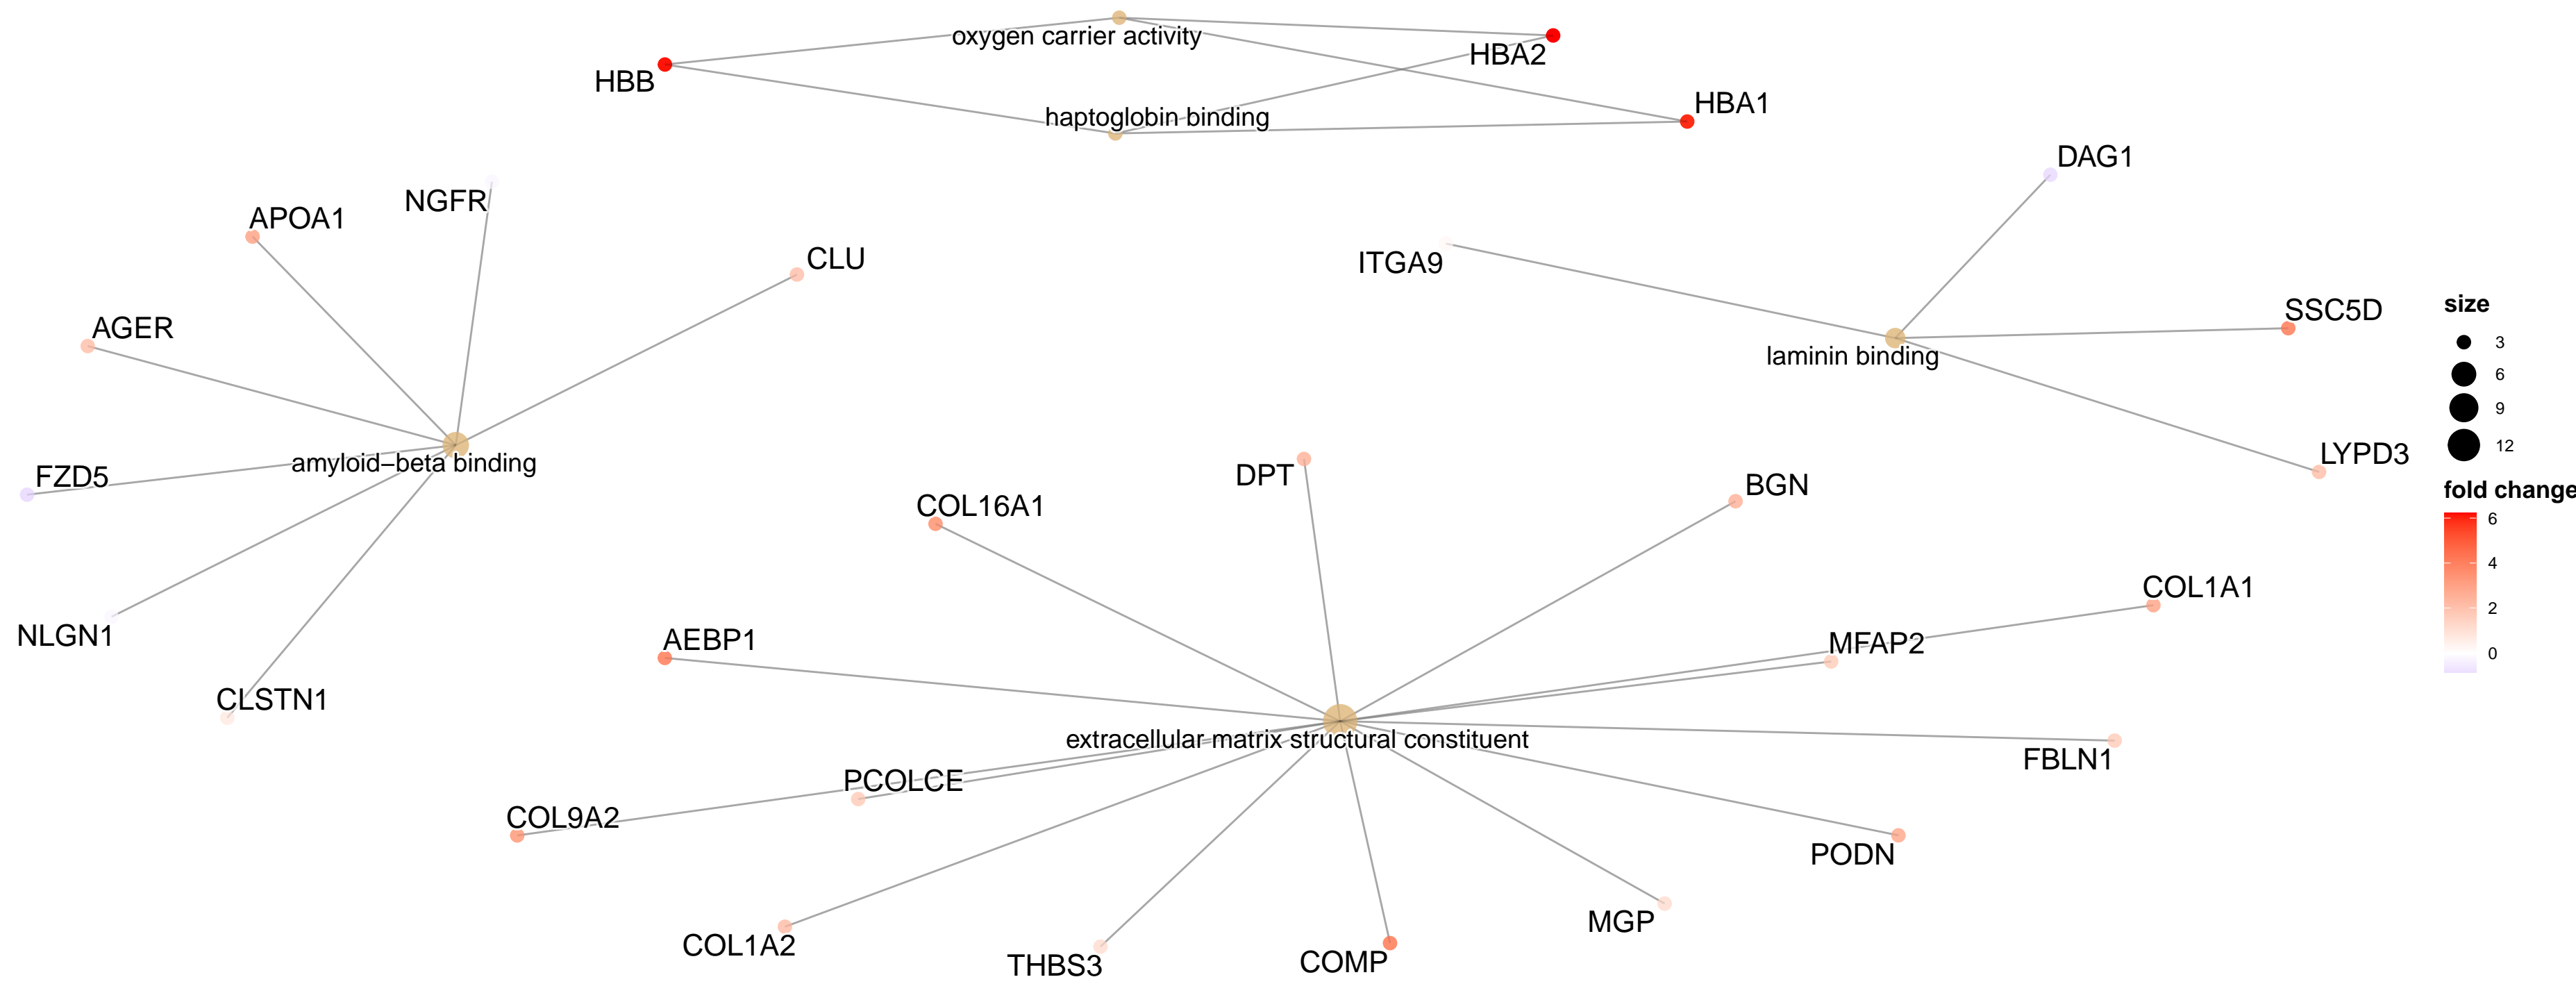 oxygen carrier activity
HBA2
HBB
HBA1
haptoglobin binding
DAG1
NGFR
APOA1
CLU
ITGA9
SSC5D
AGER
laminin binding
LYPD3
amyloid−beta binding
FZD5
DPT
BGN
COL16A1
COL1A1
NLGN1
AEBP1
MFAP2
CLSTN1
extracellular matrix structural constituent
FBLN1
PCOLCE
COL9A2
PODN
MGP
COL1A2
THBS3
COMP
size
3
6
9
12
fold change
6
4
2
0